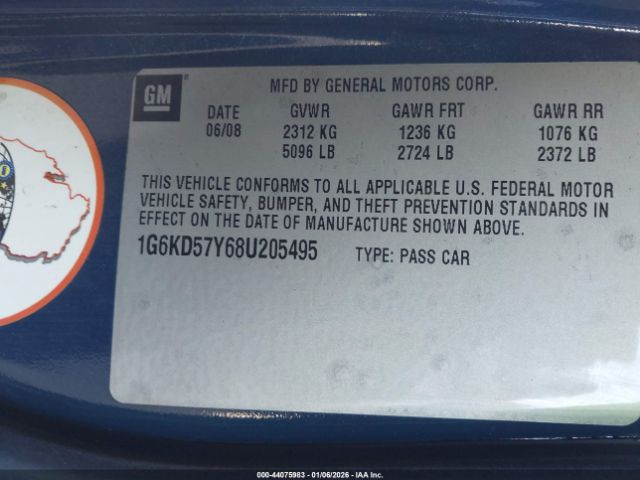 GM
MFD BY GENERAL MOTORS CORP.
DATE GVWR GAWR FRT GAWR RR
06/08 2312 KG 1236 KG 1076 KG
5096 LB 2724 LB 2372 LB
THIS VEHICLE CONFORMS TO ALL APPLICABLE U.S. FEDERAL MOTOR
VEHICLE SAFETY, BUMPER, AND THEFT PREVENTION STANDARDS IN
EFFECT ON THE DATE OF MANUFACTURE SHOWN ABOVE.
1G6KD57Y68U205495 TYPE: PASS CAR
000-44075983 - 01/06/2026 - IAA Inc.